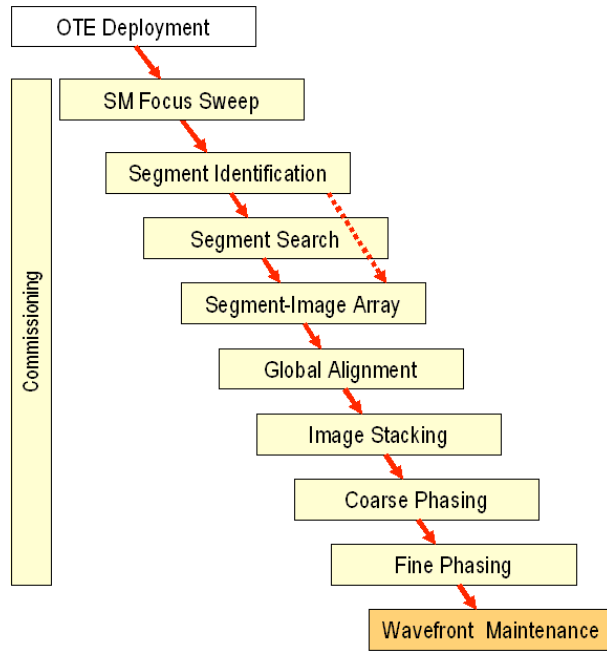 OTE Deployment
SM Focus Sweep
Segment Identification
Segment Search
Segment-Image Array
Global Alignment
Image Stacking
Coarse Phasing
Fine Phasing
Wavefront Maintenance
Commissioning